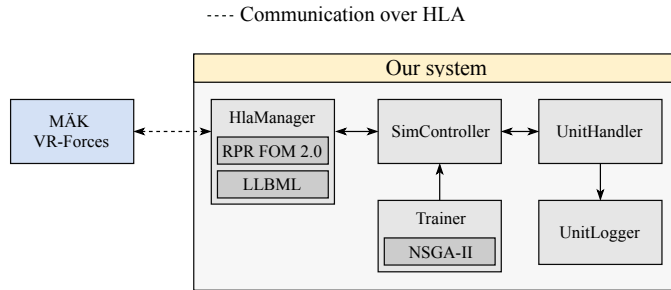 ---- Communication over HLA
Our system
MÄK
VR-Forces
HlaManager
RPR FOM 2.0
LLBML
SimController
UnitHandler
Trainer
NSGA-II
UnitLogger